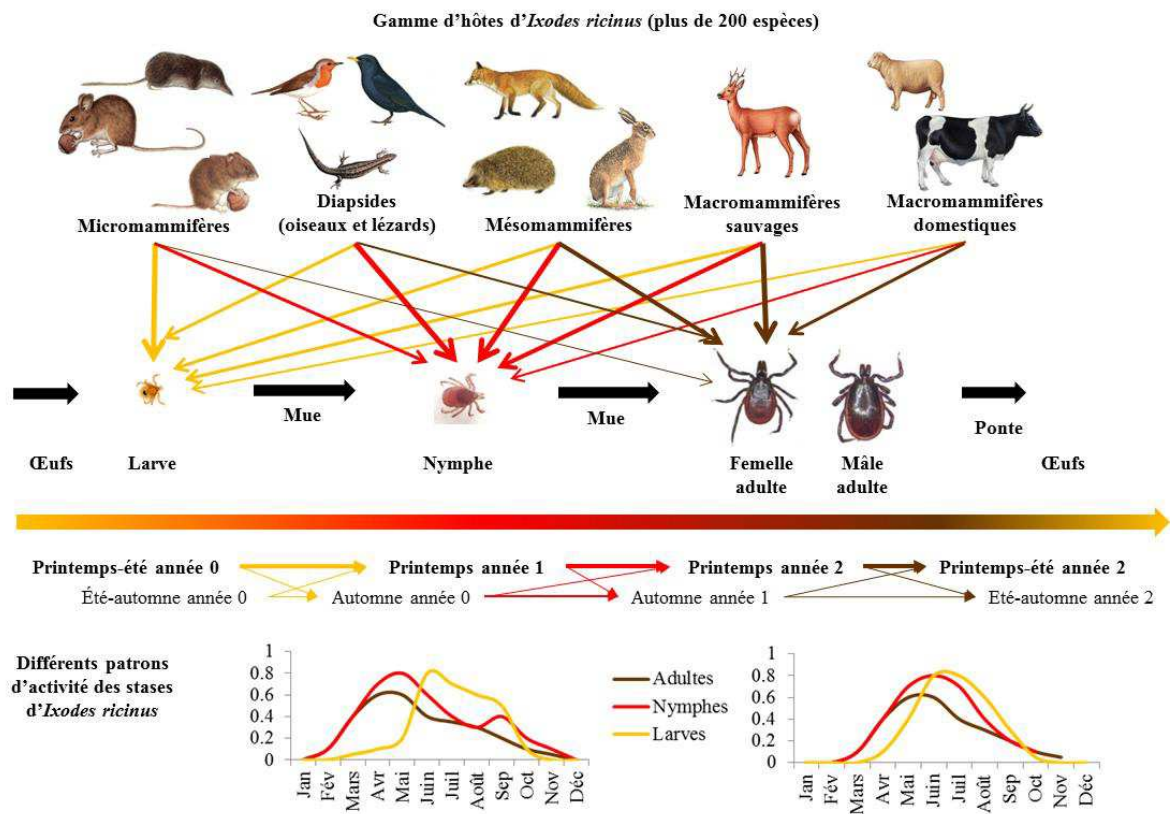 Gamme d'hôtes d'Ixodes ricinus (plus de 200 espèces)
Micromammifères
Diapsides
(oiseaux et lézards)
Mésomammifères
Macromammifères
sauvages
Macromammifères
domestiques
Mue
Mue
Ponte
Œufs
Larve
Nymphe
Femelle
adulte
Mâle
adulte
Œufs
Printemps-été année 0
Printemps année 1
Printemps année 2
Printemps-été année 2
Été-automne année 0
Automne année 0
Automne année 1
Eté-automne année 2
Différents patrons
d'activité des stases
d'Ixodes ricinus
1
0.8
0.6
0.4
0.2
0
Jan
Fév
Mars
Avr
Mai
Juin
Juil
Août
Sep
Oct
Nov
Déc
Adultes
Nymphes
Larves
1
0.8
0.6
0.4
0.2
0
Jan
Fév
Mars
Avr
Mai
Juin
Juil
Août
Sep
Oct
Nov
Déc